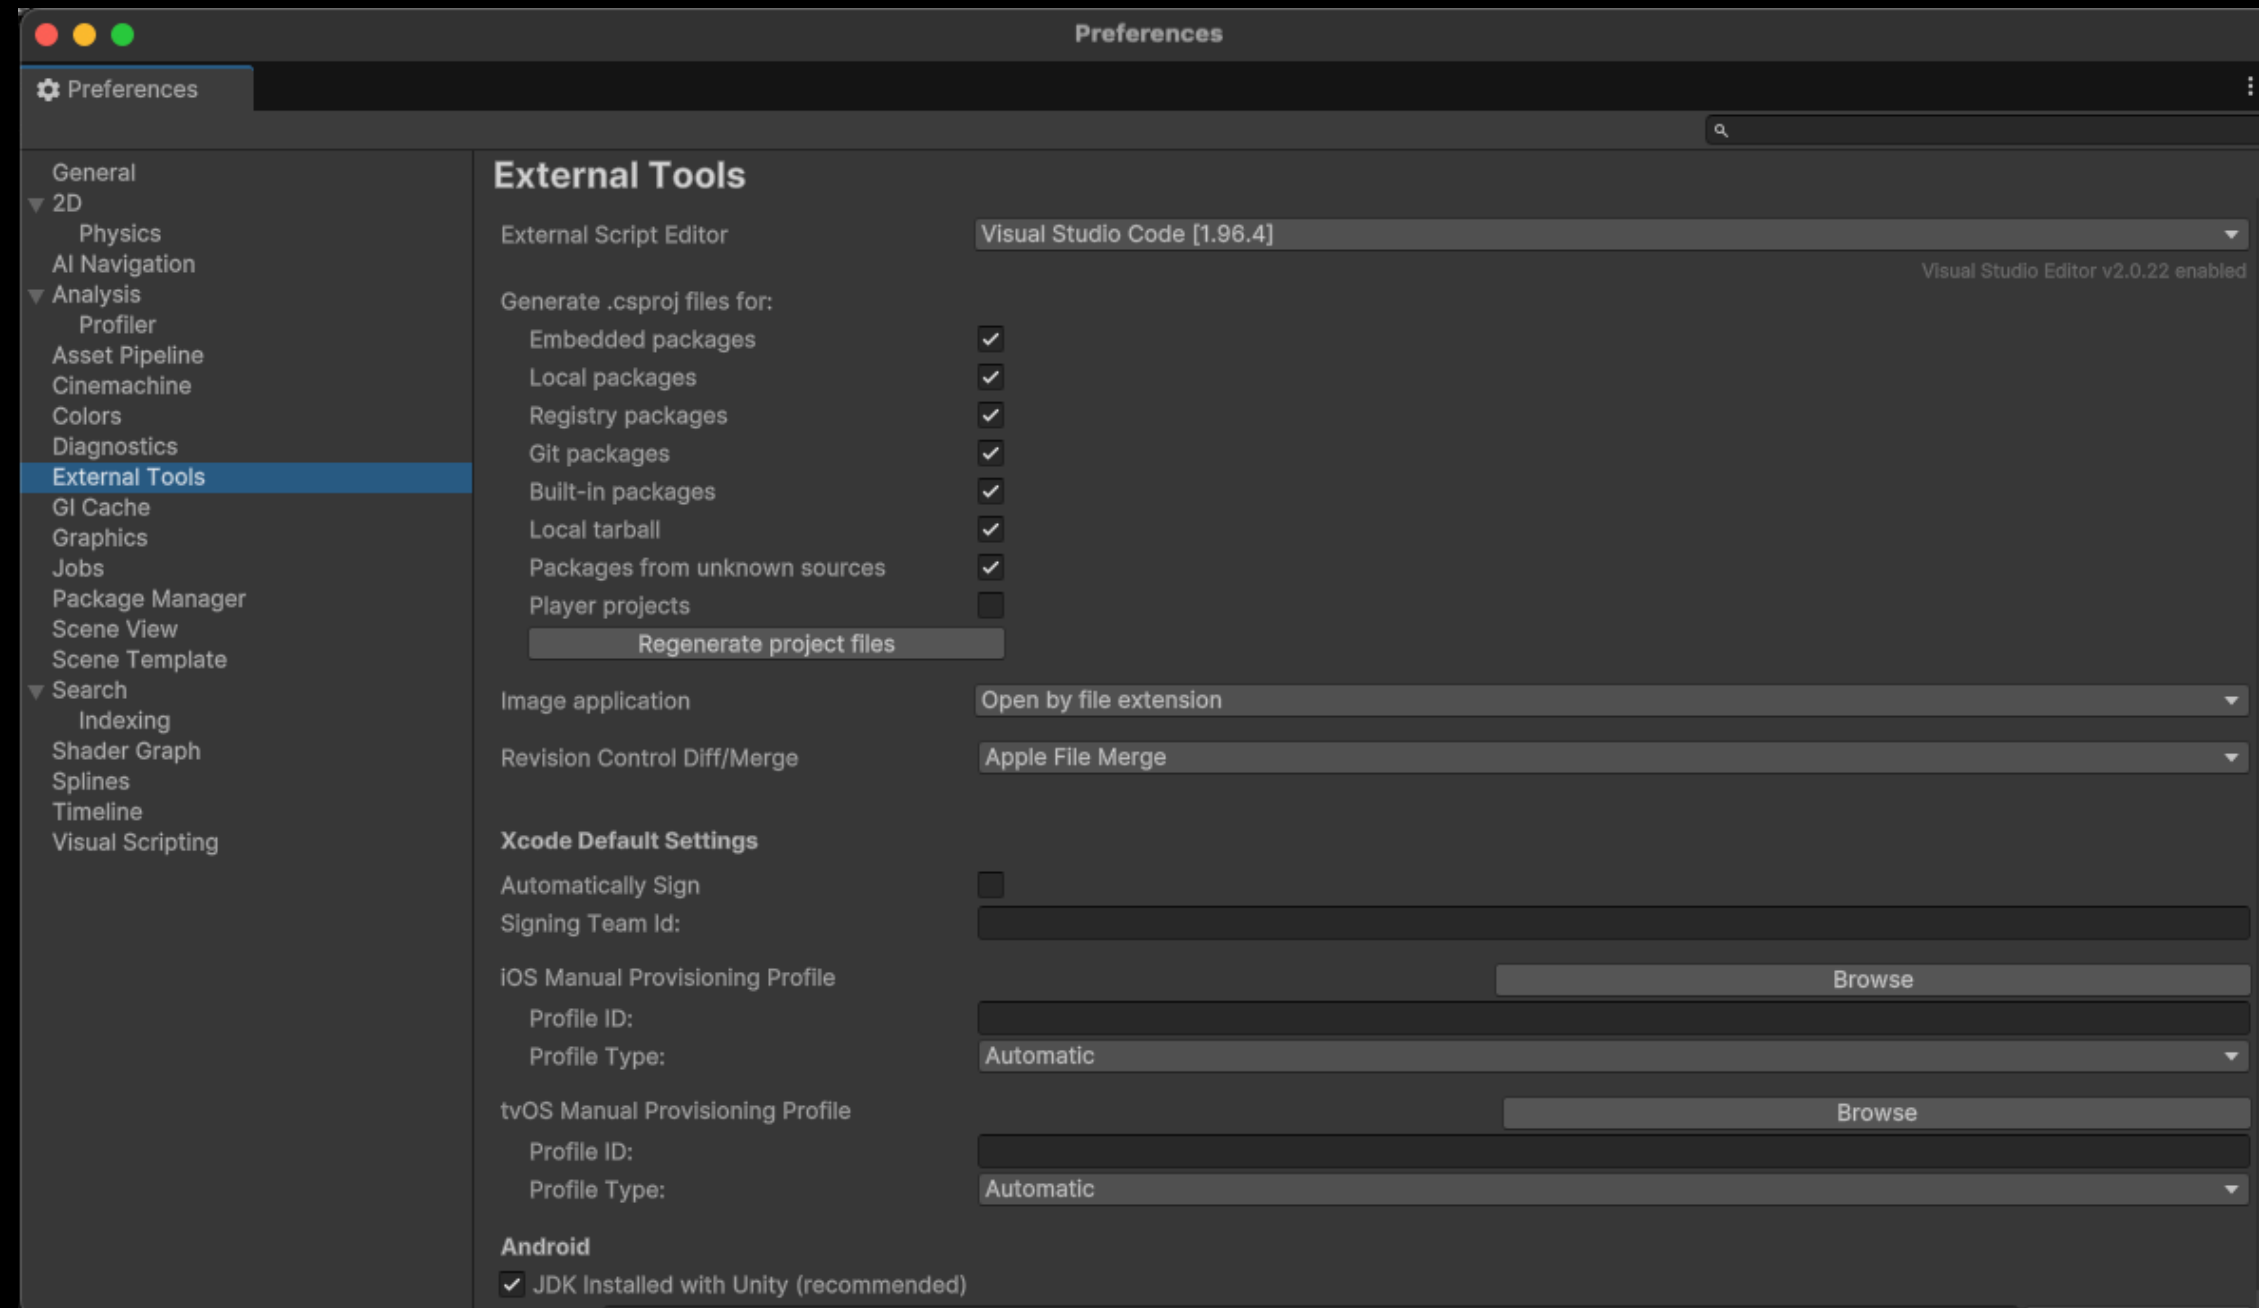 Preferences
Preferences
General
2D
Physics
AI Navigation
Analysis
Profiler
Asset Pipeline
Cinemachine
Colors
Diagnostics
External Tools
GI Cache
Graphics
Jobs
Package Manager
Scene View
Scene Template
Search
Indexing
Shader Graph
Splines
Timeline
Visual Scripting
External Tools
External Script Editor Visual Studio Code [1.96.4]
Visual Studio Editor v2.0.22 enabled
Generate .csproj files for:
Embedded packages
Local packages
Registry packages
Git packages
Built-in packages
Local tarball
Packages from unknown sources
Player projects
Regenerate project files
Image application Open by file extension
Revision Control Diff/Merge Apple File Merge
Xcode Default Settings
Automatically Sign
Signing Team Id:
iOS Manual Provisioning Profile Browse
Profile ID:
Profile Type: Automatic
tvOS Manual Provisioning Profile Browse
Profile ID:
Profile Type: Automatic
Android
JDK Installed with Unity (recommended)